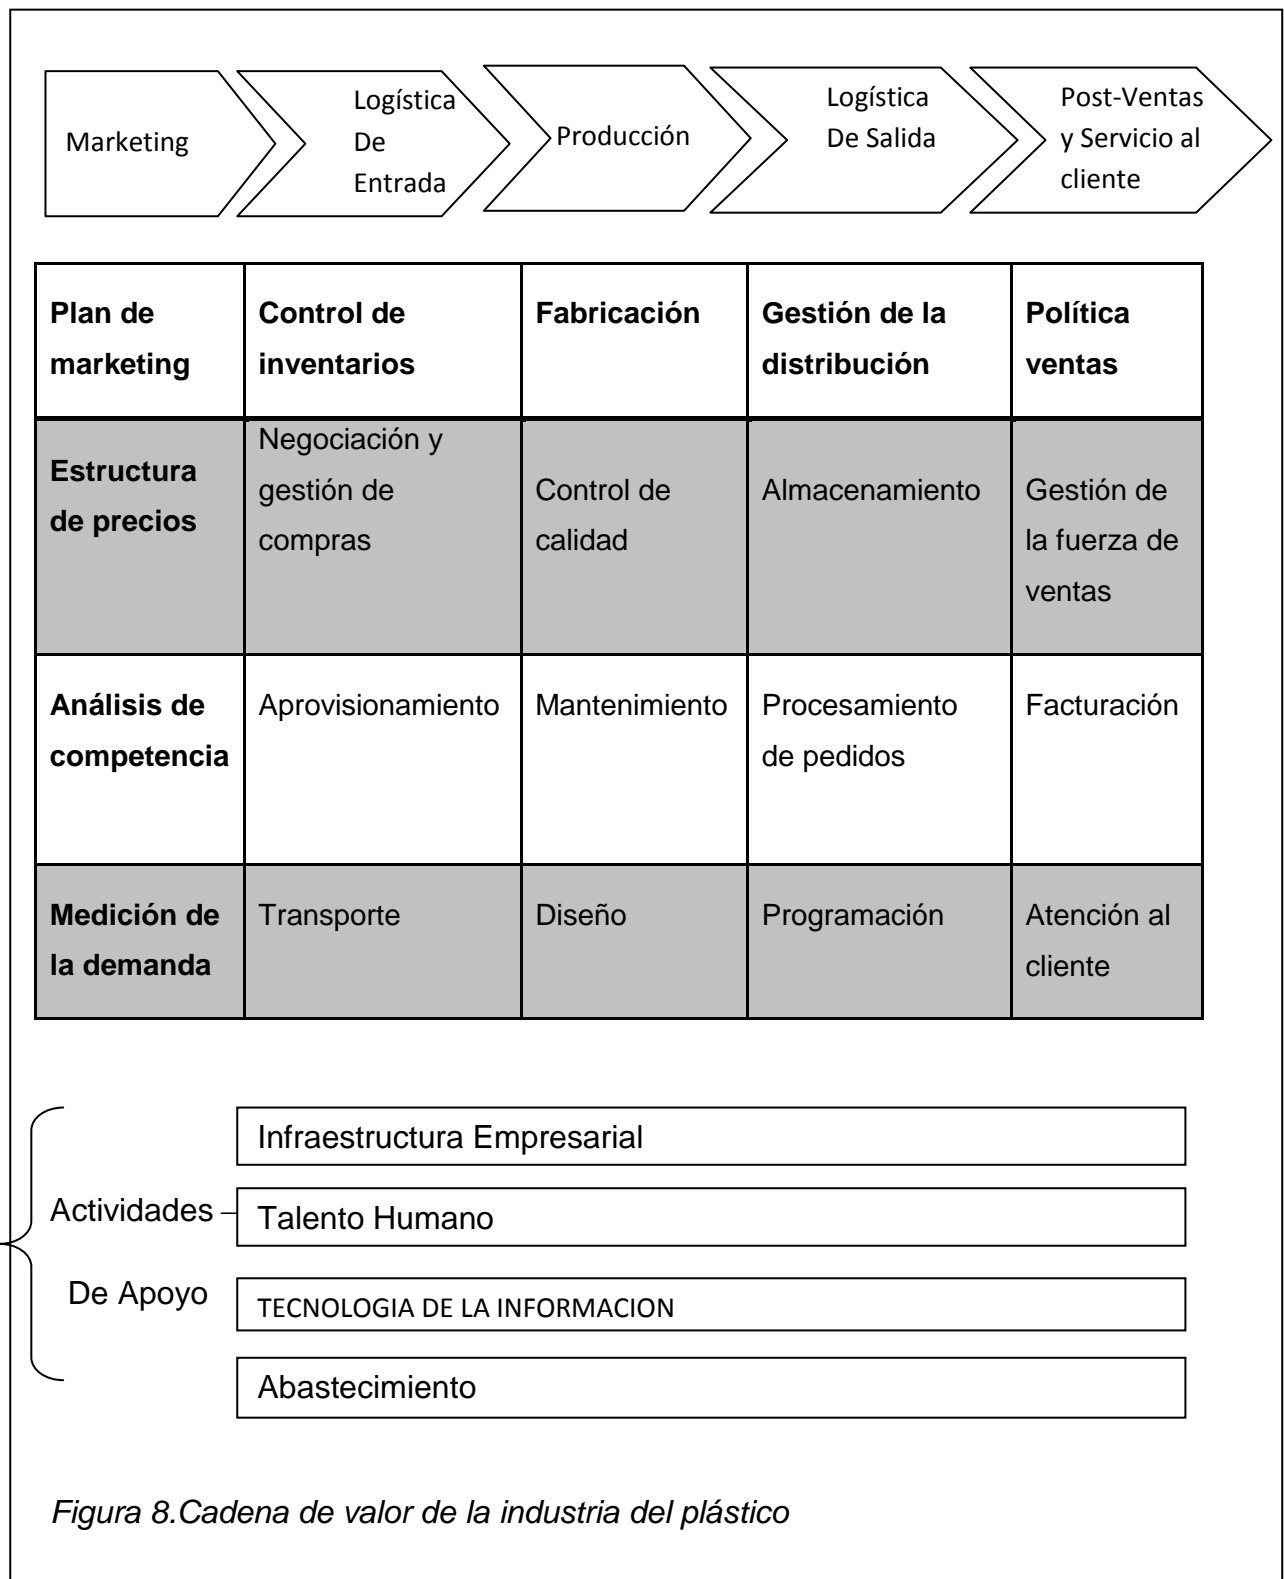 Marketing
Logística
De
Entrada
Producción
Logística
De Salida
Post-Ventas
y Servicio al
cliente
Plan de
marketing
Control de
inventarios
Fabricación
Gestión de la
distribución
Política
ventas
Estructura
de precios
Negociación y
gestión de
compras
Control de
calidad
Almacenamiento
Gestión de
la fuerza de
ventas
Análisis de
competencia
Aprovisionamiento
Mantenimiento
Procesamiento
de pedidos
Facturación
Medición de
la demanda
Transporte
Diseño
Programación
Atención al
cliente
Actividades
De Apoyo
Infraestructura Empresarial
Talento Humano
TECNOLOGIA DE LA INFORMACION
Abastecimiento
Figura 8.Cadena de valor de la industria del plástico